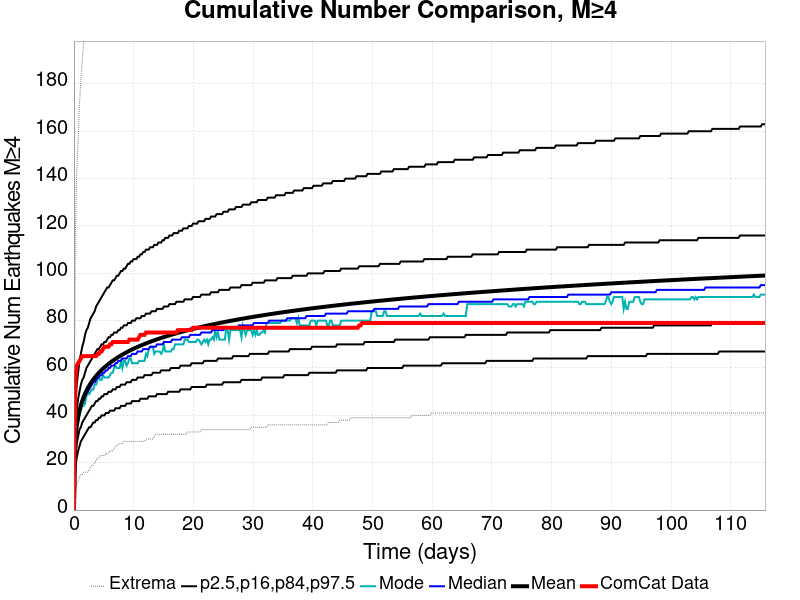 Cumulative Number Comparison, M≥4
Cumulative Num Earthquakes M≥4
180
160
140
120
100
80
60
40
20
0
0 10 20 30 40 50 60 70 80 90 100 110
Time (days)
Extrema p2.5,p16,p84,p97.5 Mode Median Mean ComCat Data